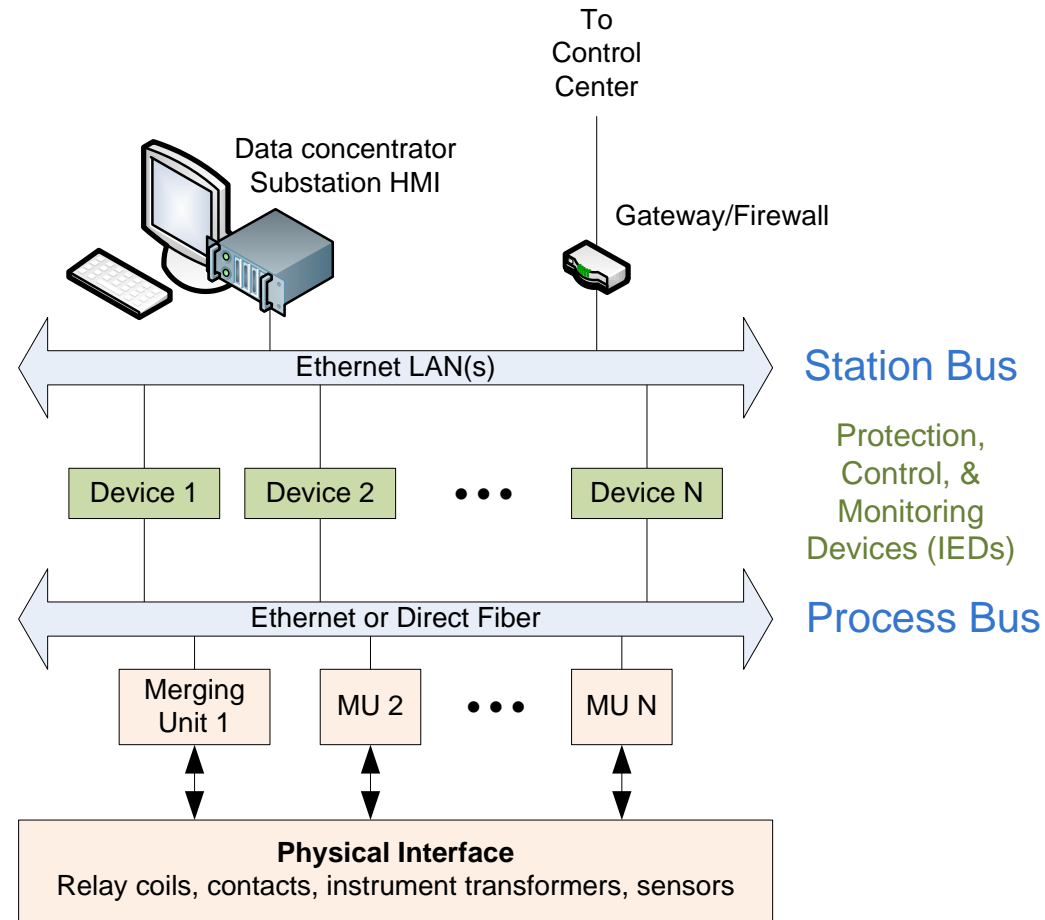 To
Control
Center
Data concentrator
Substation HMI
Gateway/Firewall
Ethernet LAN(s)
Station Bus
Protection,
Control, &
Monitoring
Devices (IEDs)
Device 1
Device 2
•••
Device N
Ethernet or Direct Fiber
Process Bus
Merging
Unit 1
MU 2
•••
MU N
Physical Interface
Relay coils, contacts, instrument transformers, sensors